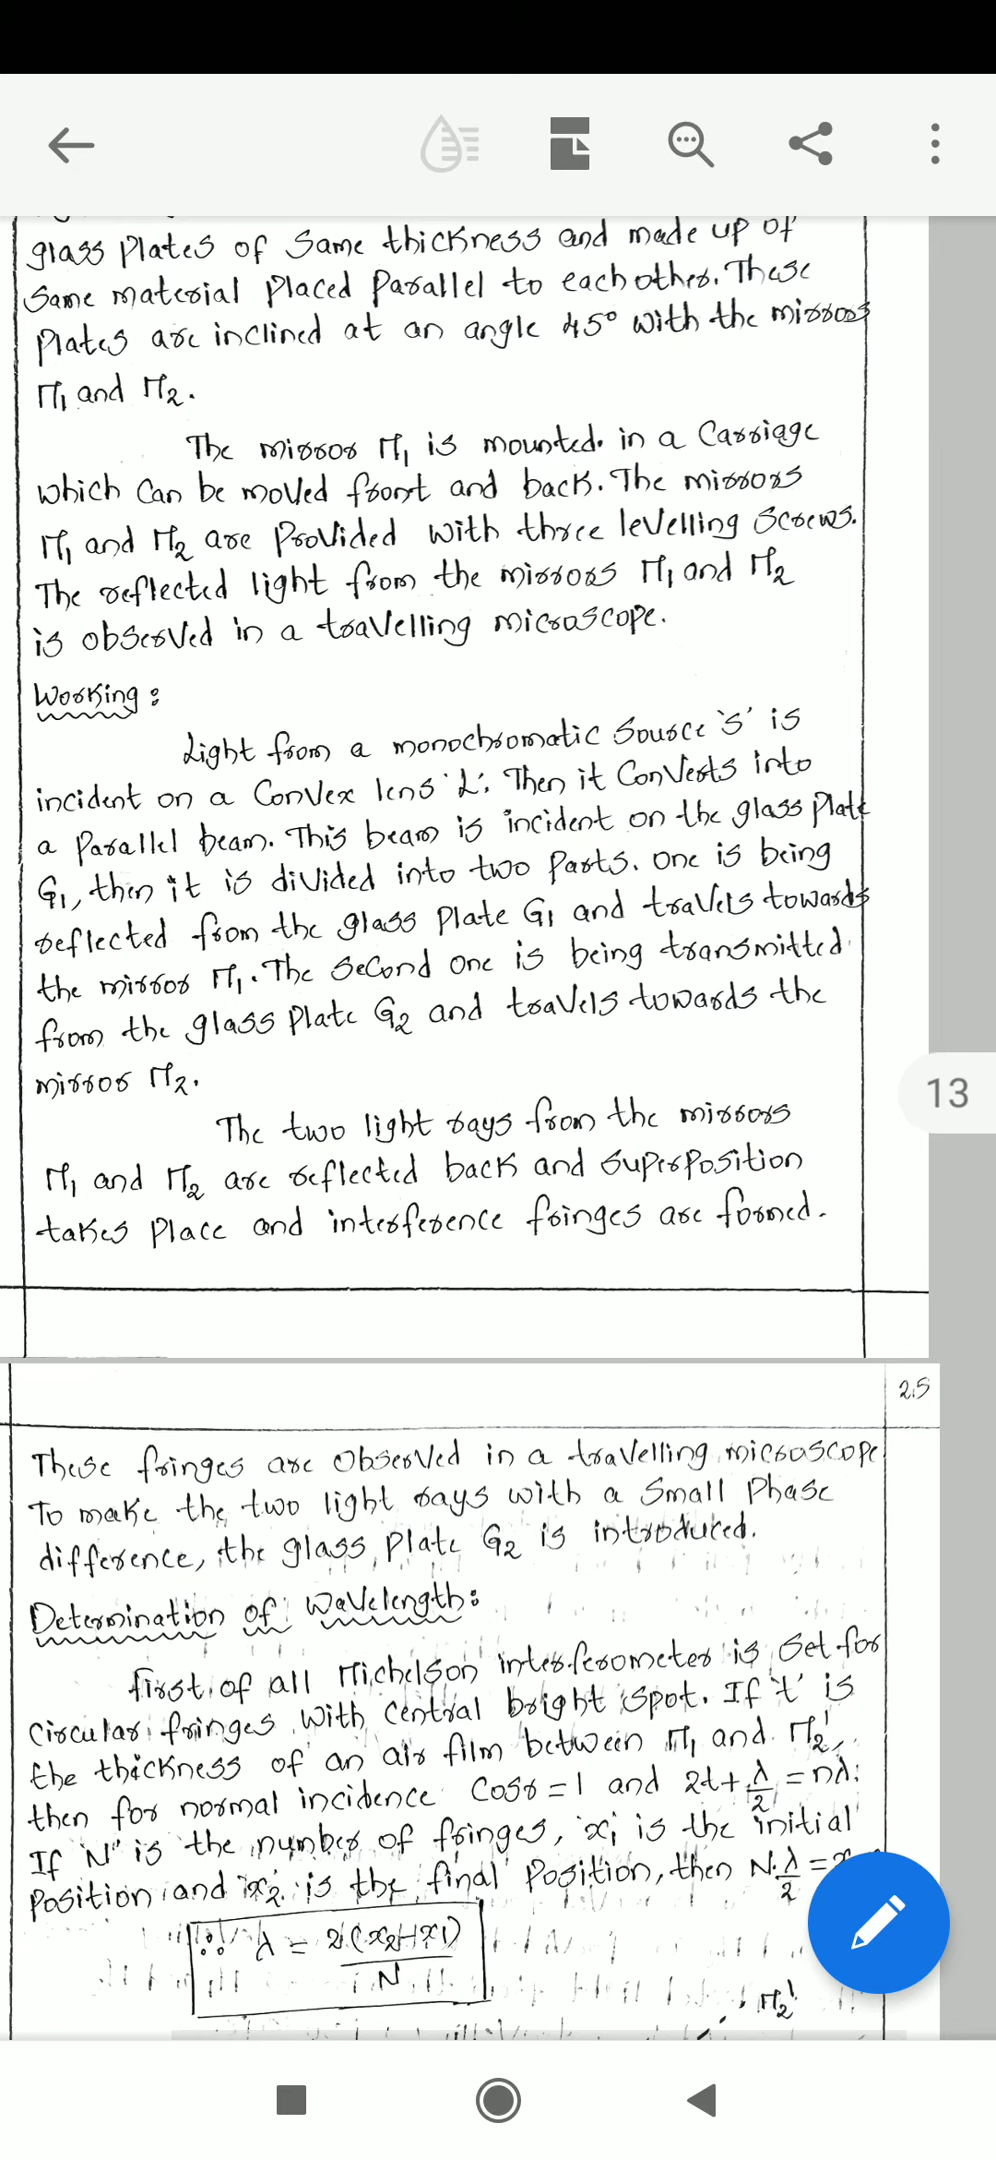 glass plates of same thickness and made up of
same material placed parallel to each other. These
plates are inclined at an angle 45° with the mirrors
M₁ and M₂.
The mirror M₁ is mounted. in a carriage
which can be moved front and back. The mirrors
M₁ and M₂ are provided with three levelling screws.
The reflected light from the mirrors M₁ and M₂
is observed in a travelling microscope.
Working :
Light from a monochromatic source 'S' is
incident on a convex lens 'L'. Then it converts into
a parallel beam. This beam is incident on the glass plate
G₁, then it is divided into two parts. one is being
reflected from the glass plate G₁ and travels towards
the mirror M₁. The second one is being transmitted
from the glass plate G₂ and travels towards the
mirror M₂.
13
The two light rays from the mirrors
M₁ and M₂ are reflected back and superposition
takes place and interference fringes are formed.
2.5
These fringes are observed in a travelling microscope
To make the two light rays with a small phase
difference, the glass plate G₂ is introduced.
Determination of Wavelength :
First of all Michelson interferometer is set for
circular fringes with central bright spot. If 't' is
the thickness of an air film between M₁ and M₂',
then for normal incidence cosr = 1 and 2t + λ/2 = nλ.
If 'N' is the number of fringes, x₁ is the initial
position and x₂ is the final position, then N.λ/2 =
∴ λ = 2(x₂-x₁)/N
M₂'